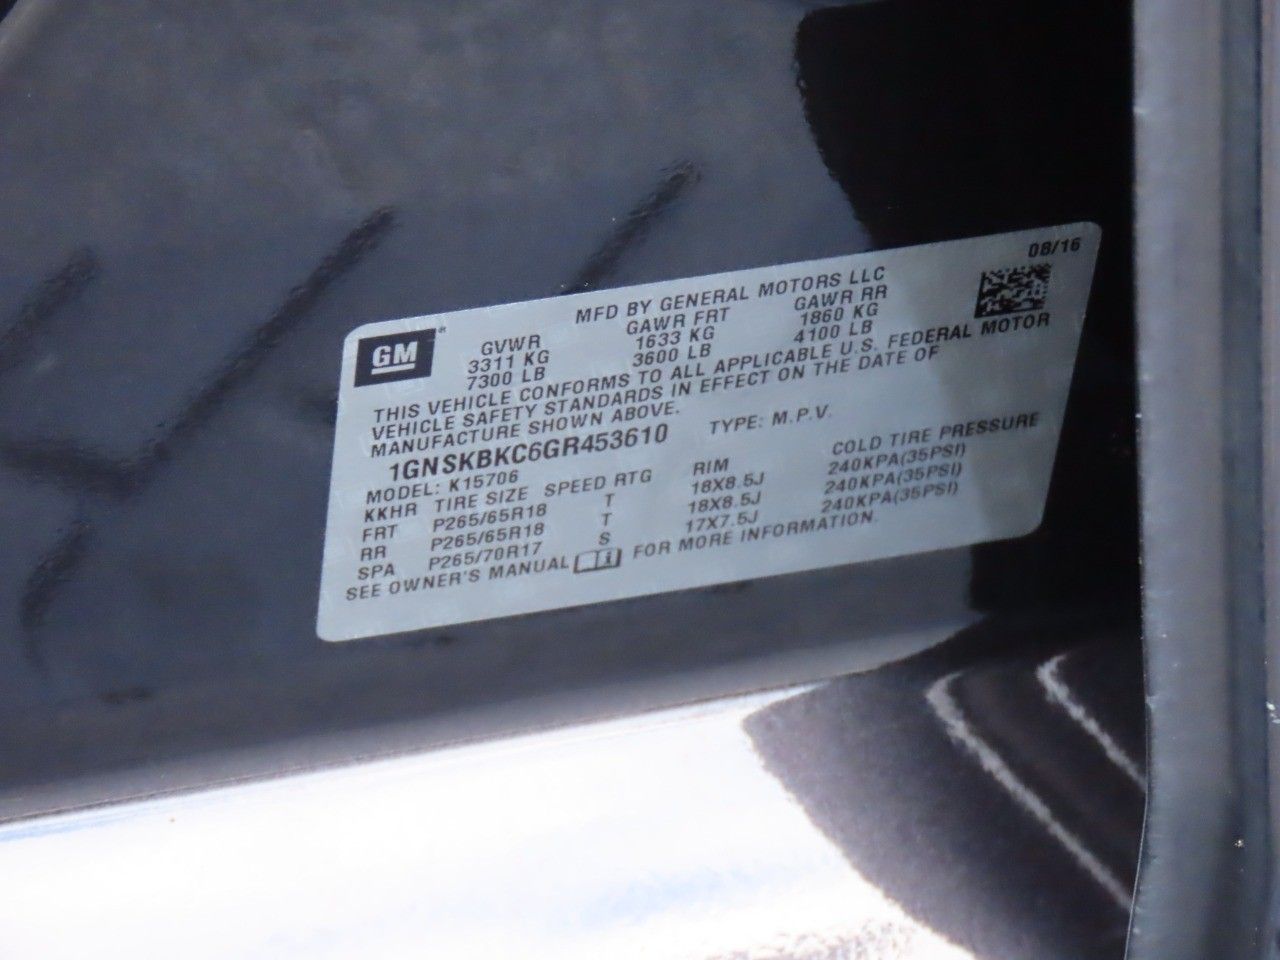 08/16
MFD BY GENERAL MOTORS LLC
GM
GVWR GAWR FRT GAWR RR
3311 KG 1633 KG 1860 KG
7300 LB 3600 LB 4100 LB
THIS VEHICLE CONFORMS TO ALL APPLICABLE U.S. FEDERAL MOTOR
VEHICLE SAFETY STANDARDS IN EFFECT ON THE DATE OF
MANUFACTURE SHOWN ABOVE.
1GNSKBKC6GR453610 TYPE: M.P.V.
MODEL: K15706
KKHR TIRE SIZE SPEED RTG RIM COLD TIRE PRESSURE
FRT P265/65R18 T 18X8.5J 240KPA(35PSI)
RR P265/65R18 T 18X8.5J 240KPA(35PSI)
SPA P265/70R17 S 17X7.5J 240KPA(35PSI)
SEE OWNER'S MANUAL i FOR MORE INFORMATION.